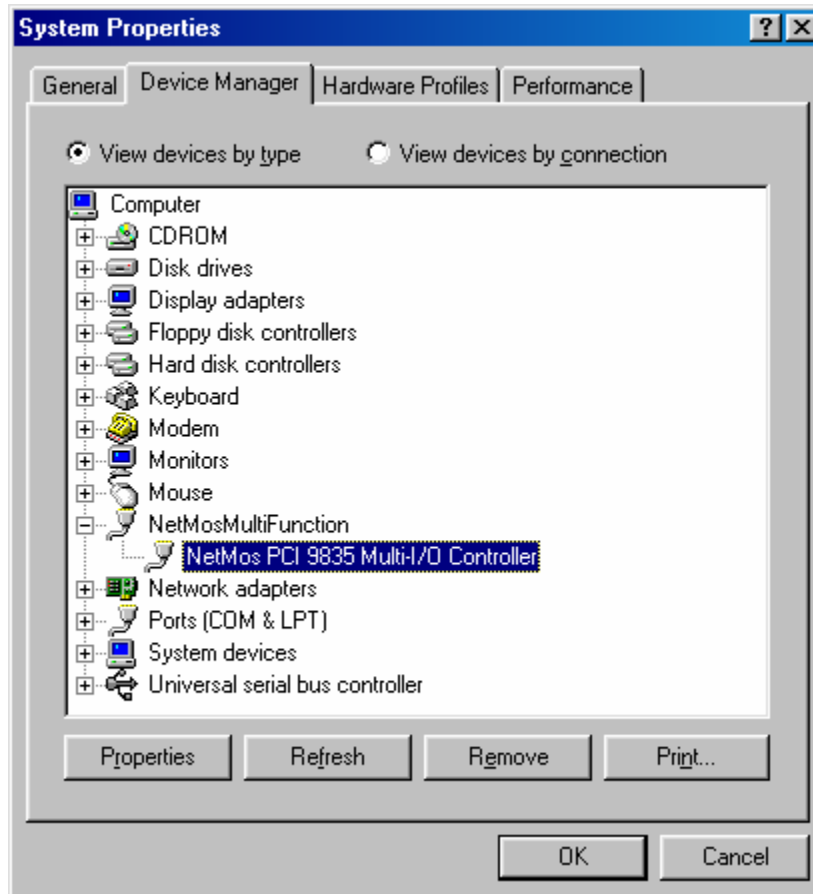 System Properties
General Device Manager Hardware Profiles Performance
View devices by type View devices by connection
Computer
CDROM
Disk drives
Display adapters
Floppy disk controllers
Hard disk controllers
Keyboard
Modem
Monitors
Mouse
NetMosMultiFunction
NetMos PCI 9835 Multi-I/O Controller
Network adapters
Ports (COM & LPT)
System devices
Universal serial bus controller
Properties Refresh Remove Print...
OK Cancel